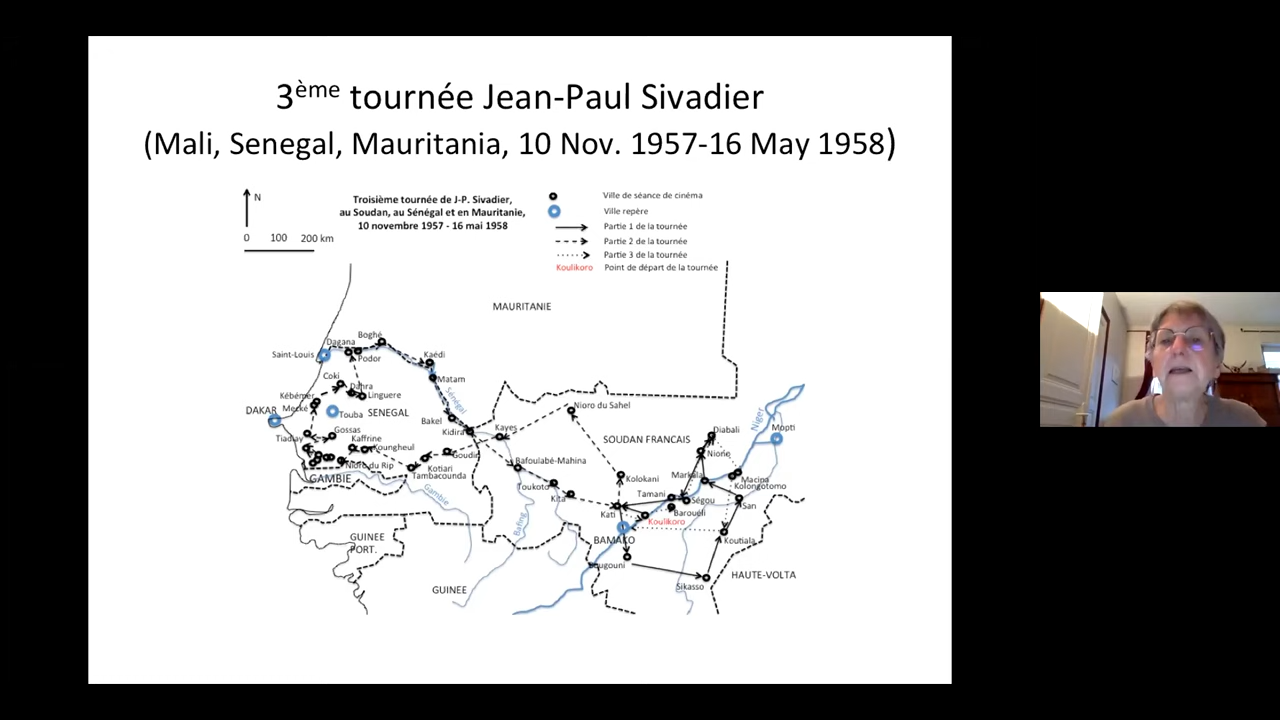 3ème tournée Jean-Paul Sivadier
(Mali, Senegal, Mauritania, 10 Nov. 1957-16 May 1958)
N
0 100 200 km
Troisième tournée de J-P. Sivadier,
au Soudan, au Sénégal et en Mauritanie,
10 novembre 1957 - 16 mai 1958
Ville de séance de cinéma
Ville repère
Partie 1 de la tournée
Partie 2 de la tournée
Partie 3 de la tournée
Koulikoro Point de départ de la tournée
MAURITANIE
Boghé
Dagana
Saint-Louis
Podor
Kaédi
Coki
Dahra
Matam
Kébémer
Linguere
Sénégal
Mekhé
DAKAR
Touba
SENEGAL
Nioro du Sahel
Niger
Bakel
Mopti
Gossas
Kidira
Kayes
Diabali
Tiadiay
Kaffrine
SOUDAN FRANCAIS
Koungheul
Goudiri
Niono
Nioro du Rip
Kotiari
Bafoulabé-Mahina
GAMBIE
Tambacounda
Kolokani
Markala
Macina
Toukoto
Kolongotomo
Gambie
Kita
Tamani
Ségou
San
Kati
Barouéli
Koulikoro
Bafing
GUINEE
PORT.
BAMAKO
Koutiala
Bougouni
HAUTE-VOLTA
GUINEE
Sikasso